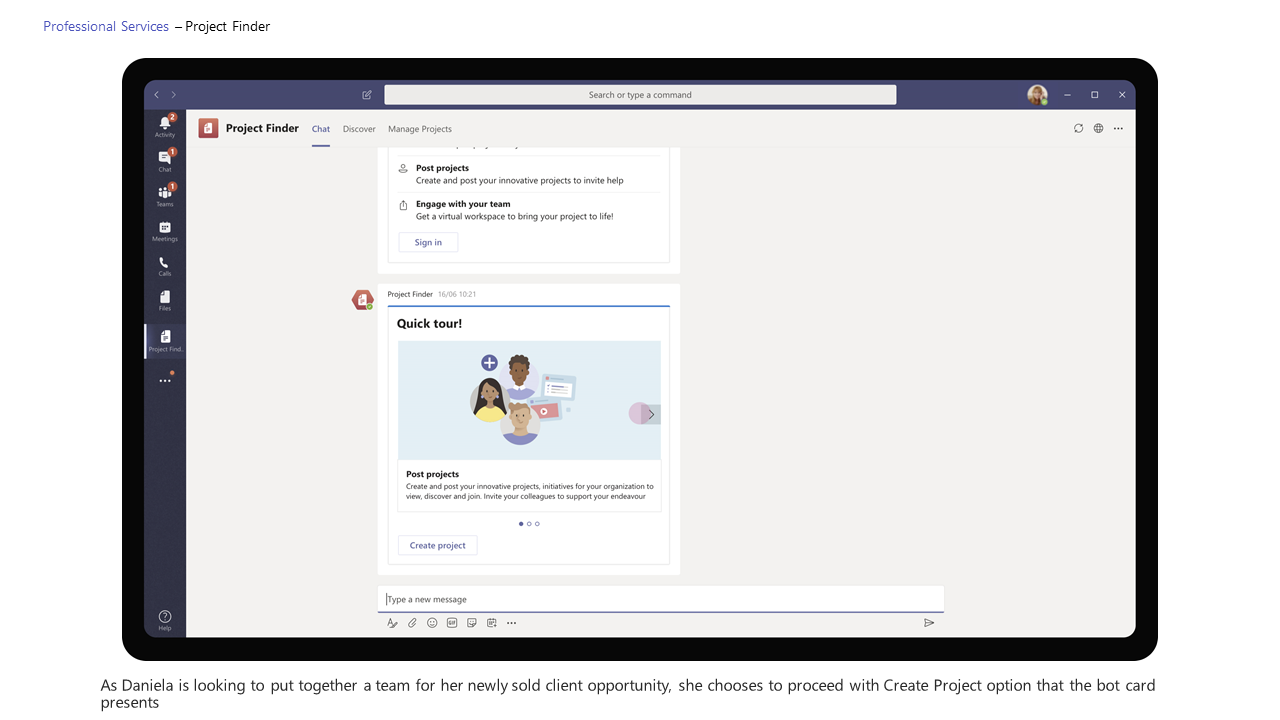 Professional Services – Project Finder
Search or type a command
2
Activity
Project Finder
Chat
Discover
Manage Projects
1
Chat
Post projects
Create and post your innovative projects to invite help
1
Teams
Engage with your team
Get a virtual workspace to bring your project to life!
Meetings
Sign in
Calls
Files
Project Finder 16/06 10:21
Quick tour!
Project Find.
Post projects
Create and post your innovative projects, initiatives for your organization to
view, discover and join. Invite your colleagues to support your endeavour
Create project
Type a new message
GIF
Help
As Daniela is looking to put together a team for her newly sold client opportunity, she chooses to proceed with Create Project option that the bot card
presents